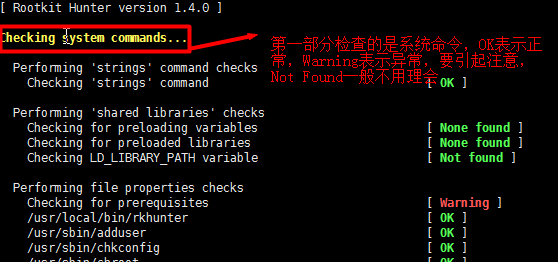 [ Rootkit Hunter version 1.4.0 ]
Checking system commands...
第一部分检查的是系统命令，OK表示正
常，Warning表示异常，要引起注意，
Not Found一般不用理会
Performing 'strings' command checks
Checking 'strings' command [ OK ]
Performing 'shared libraries' checks
Checking for preloading variables [ None found ]
Checking for preloaded libraries [ None found ]
Checking LD_LIBRARY_PATH variable [ Not found ]
Performing file properties checks
Checking for prerequisites [ Warning ]
/usr/local/bin/rkhunter [ OK ]
/usr/sbin/adduser [ OK ]
/usr/sbin/chkconfig [ OK ]
/usr/sbin/chroot [ OK ]